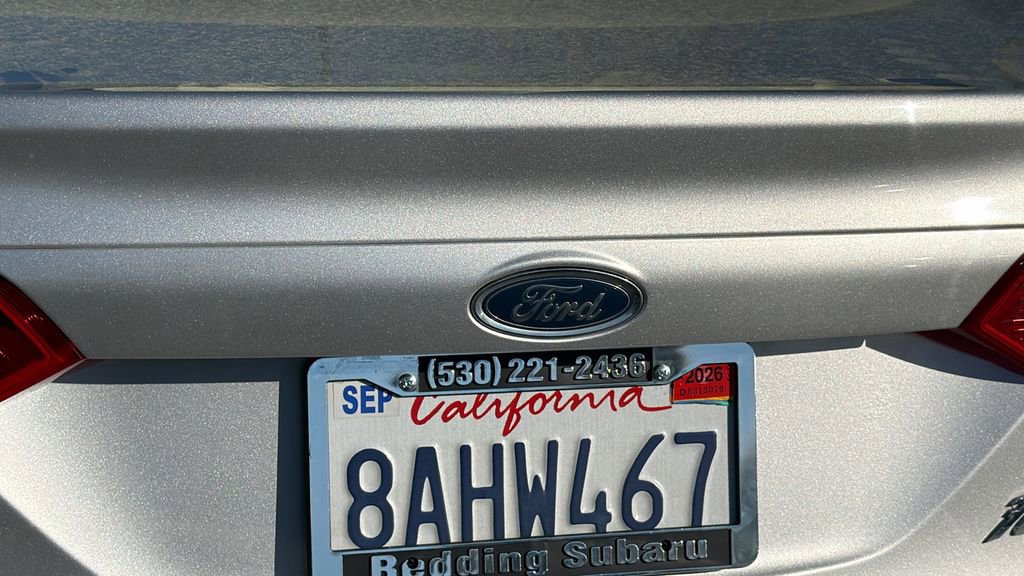 Ford
(530) 221-2436
SEP
California
2026
8AHW467
Redding Subaru